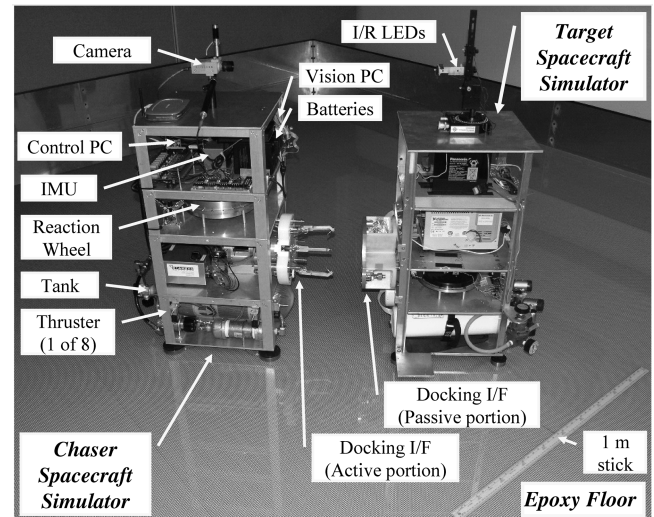 Camera
I/R LEDs
Target
Spacecraft
Simulator
Vision PC
Batteries
Control PC
IMU
Reaction
Wheel
Tank
Thruster
(1 of 8)
Docking I/F
(Passive portion)
Chaser
Spacecraft
Simulator
Docking I/F
(Active portion)
1 m
stick
Epoxy Floor